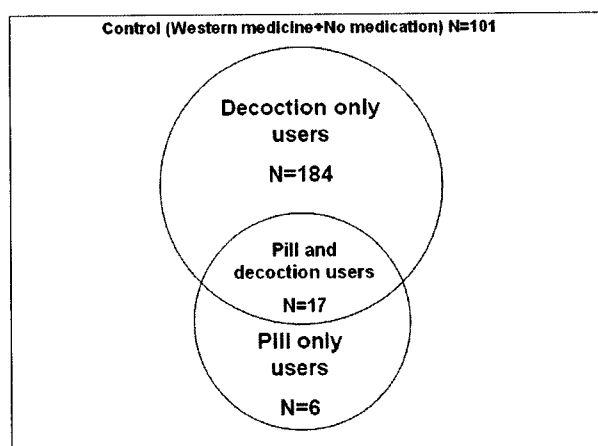 Control (Western medicine+No medication) N=101
Decoction only
users
N=184
Pill and
decoction users
N=17
Pill only
users
N=6